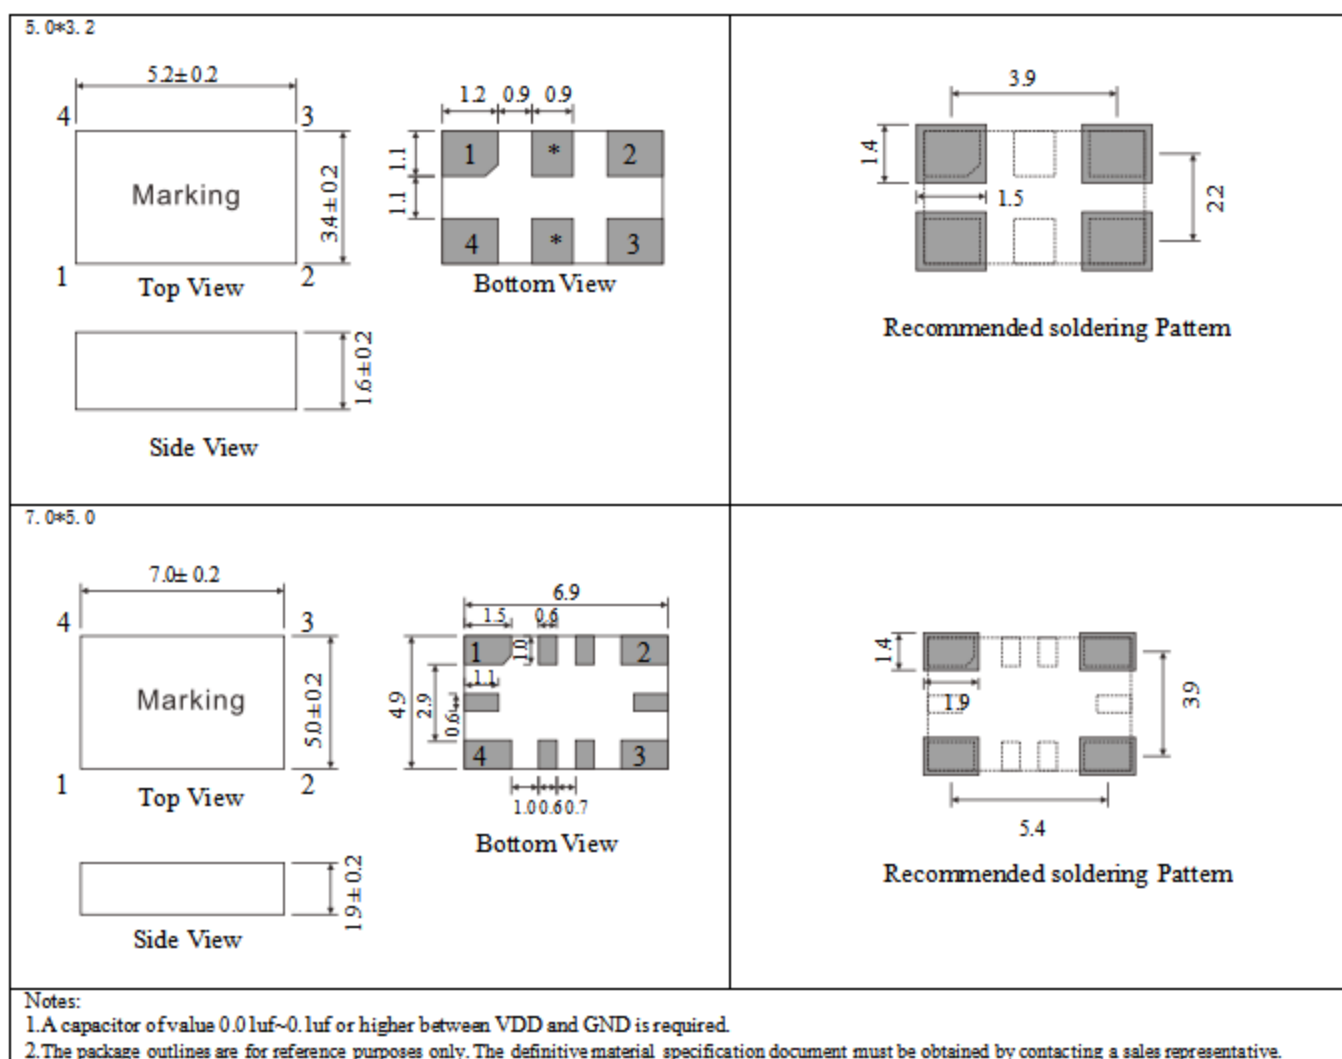 5.0*3.2
5.2±0.2
4
3
Marking
3.4±0.2
1
2
Top View
1.6±0.2
Side View
1.2 0.9 0.9
1.1
1 * 2
1.1
4 * 3
Bottom View
3.9
1.4
1.5
2.2
Recommended soldering Pattem
7.0*5.0
7.0±0.2
4
3
Marking
5.0±0.2
1
2
Top View
1.9±0.2
Side View
6.9
1.5 0.6
1 1.0 2
1.1
4.9 2.9 0.6
4 3
1.0 0.6 0.7
Bottom View
1.4
1.9
3.9
5.4
Recommended soldering Pattem
Notes:
1.A capacitor of value 0.01uf~0.1uf or higher between VDD and GND is required.
2.The package outlines are for reference purposes only. The definitive material specification document must be obtained by contacting a sales representative.